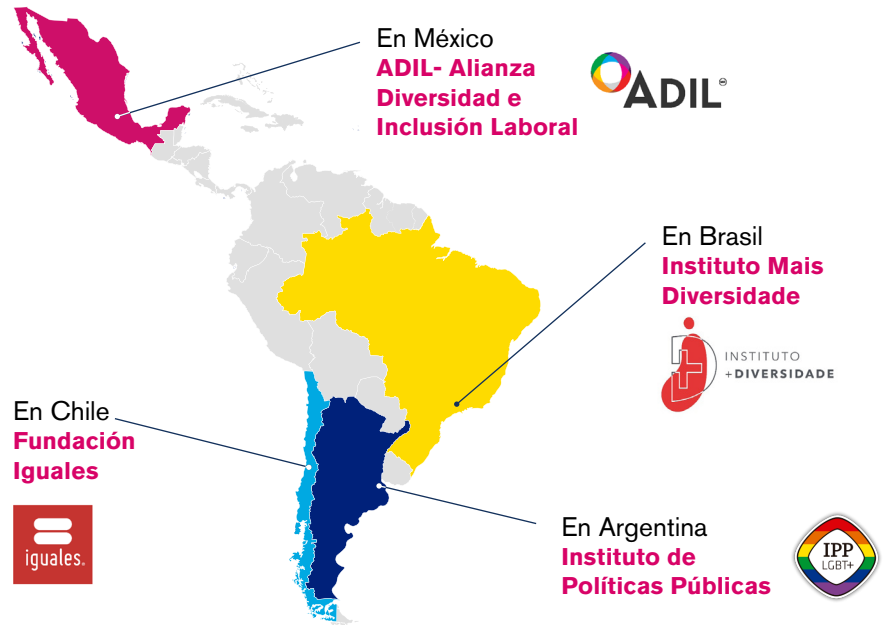 En México
ADIL- Alianza
Diversidad e
Inclusión Laboral
ADIL
En Brasil
Instituto Mais
Diversidade
INSTITUTO
+DIVERSIDADE
En Chile
Fundación
Iguales
iguales.
En Argentina
Instituto de
Políticas Públicas
IPP
LGBT+